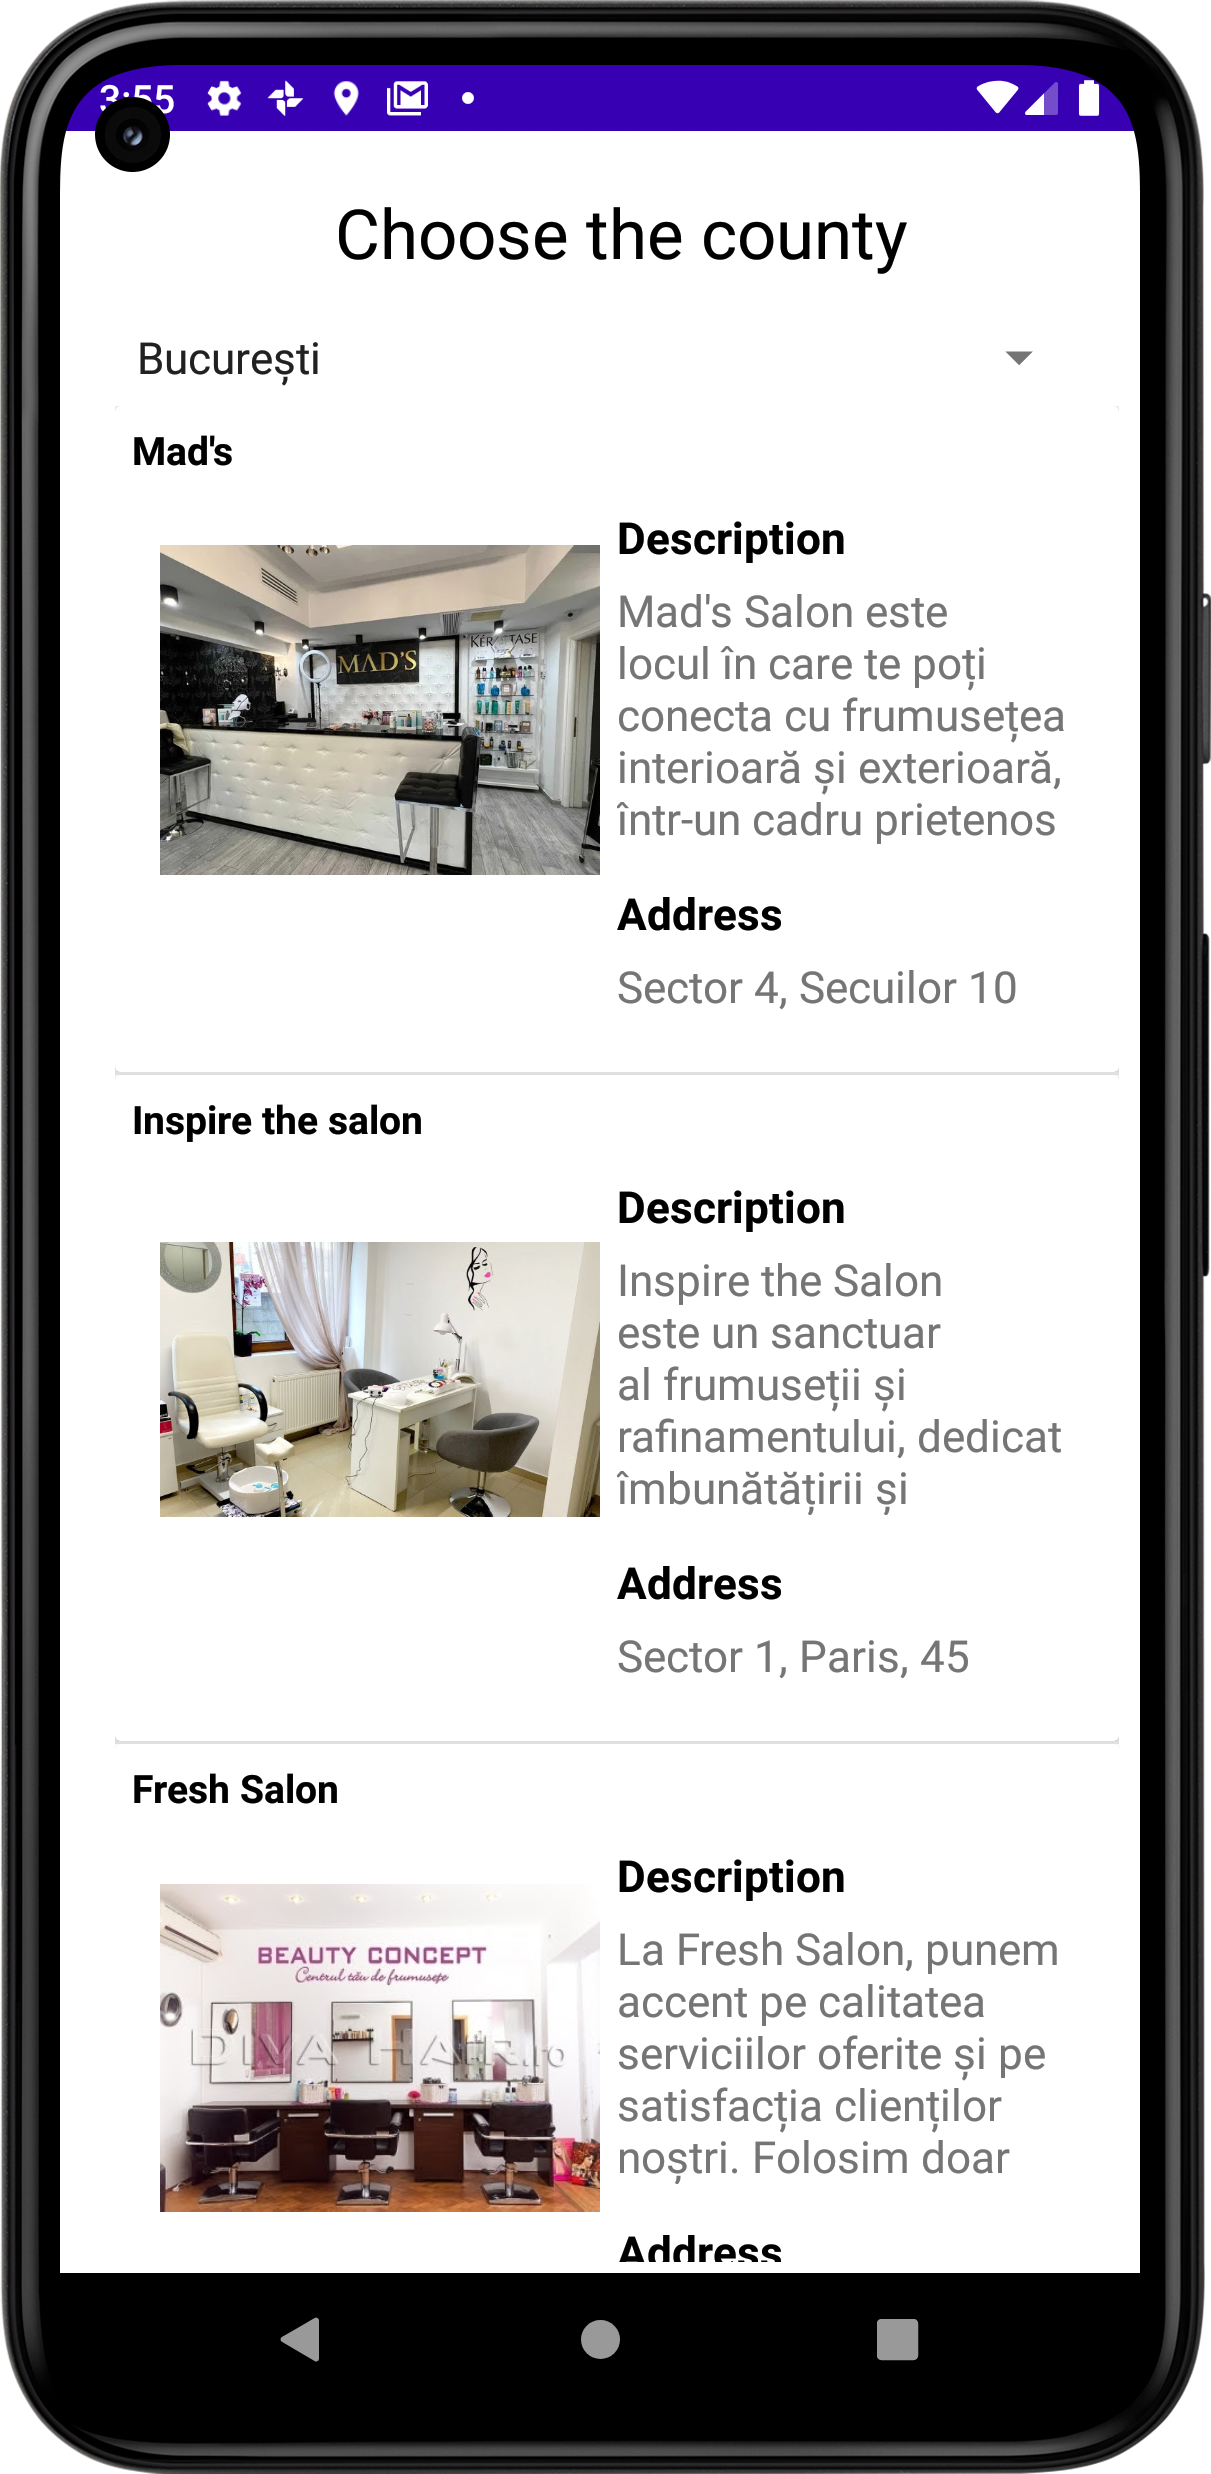 3:55
Choose the county
București
Mad's
MAD'S
KÉRASTASE
Description
Mad's Salon este
locul în care te poți
conecta cu frumusețea
interioară și exterioară,
într-un cadru prietenos
Address
Sector 4, Secuilor 10
Inspire the salon
Description
Inspire the Salon
este un sanctuar
al frumuseții și
rafinamentului, dedicat
îmbunătățirii și
Address
Sector 1, Paris, 45
Fresh Salon
BEAUTY CONCEPT
Centrul tău de frumusețe
DIVA HAIR.ro
Description
La Fresh Salon, punem
accent pe calitatea
serviciilor oferite și pe
satisfacția clienților
noștri. Folosim doar
Address